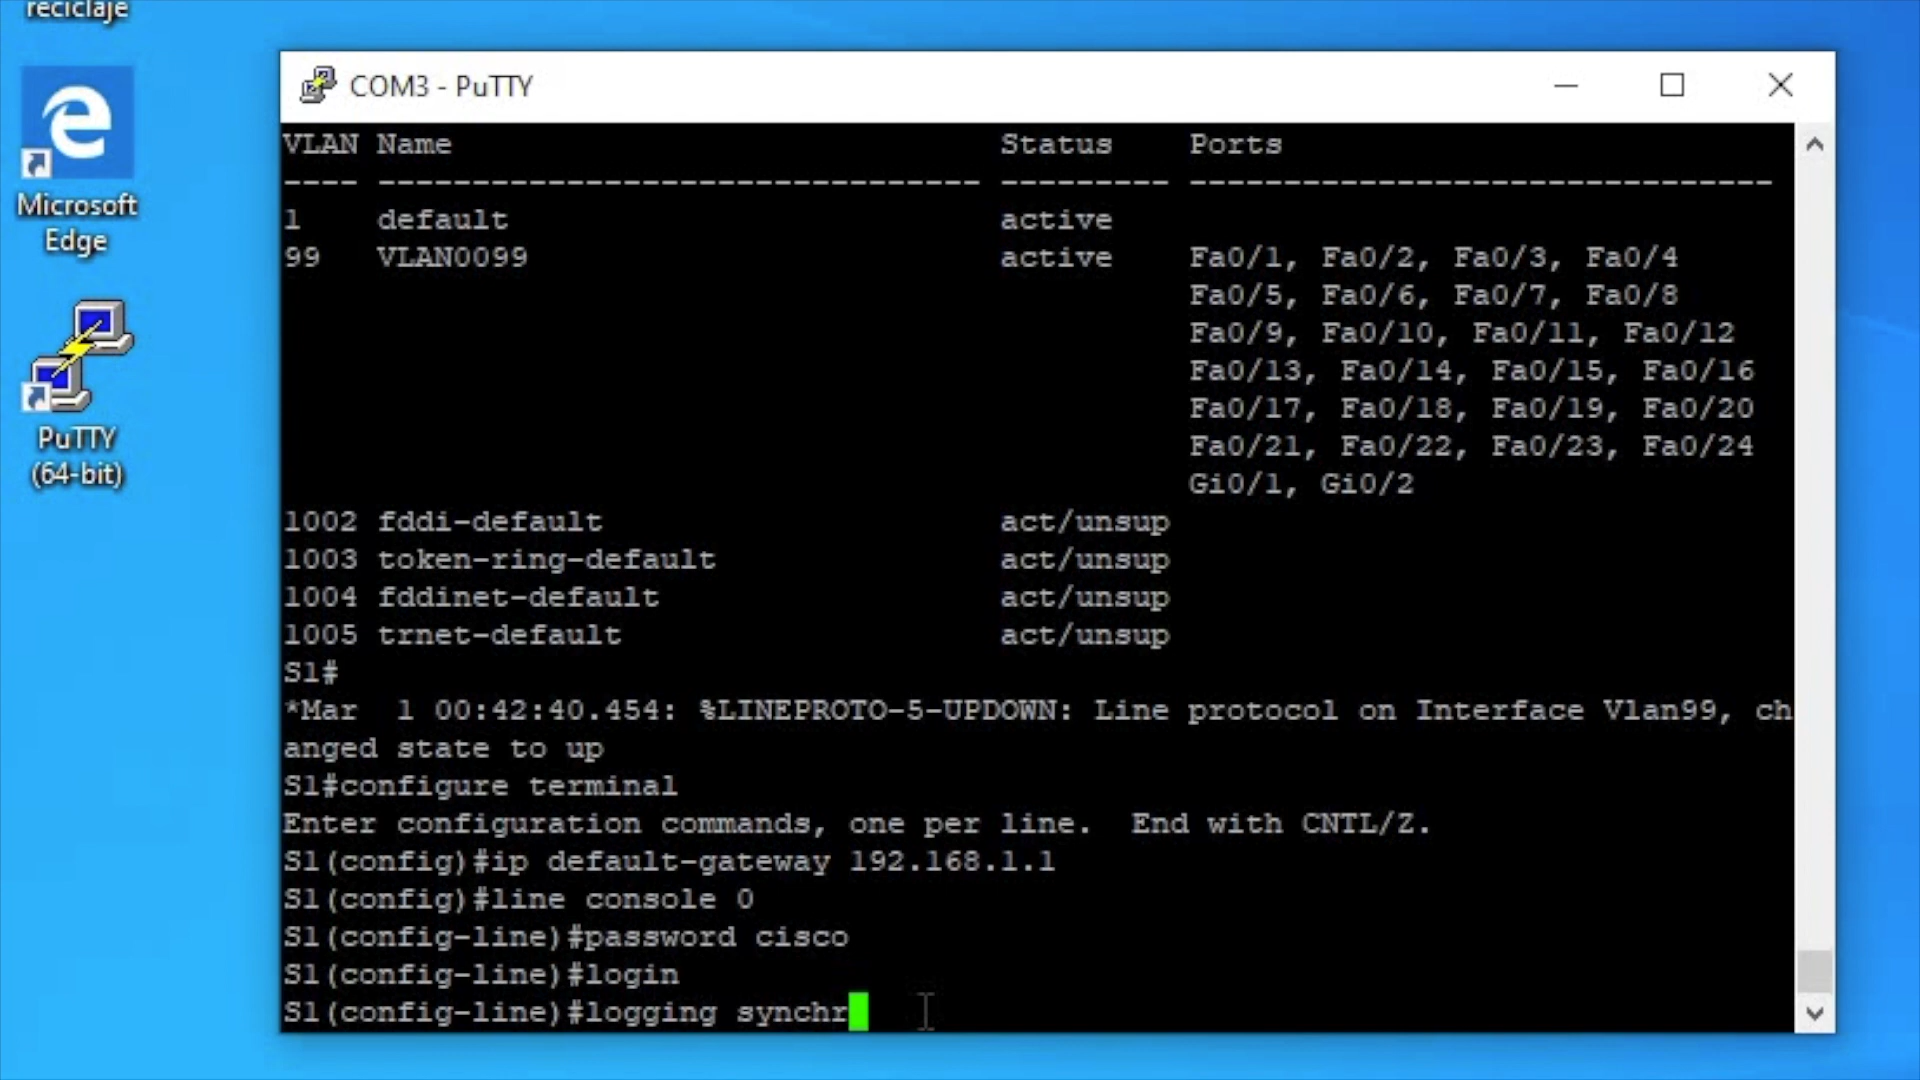 reciclaje
Microsoft
Edge
PuTTY
(64-bit)
COM3 - PuTTY
VLAN Name                             Status    Ports
---- -------------------------------- --------- -------------------------------
1    default                          active
99   VLAN0099                         active    Fa0/1, Fa0/2, Fa0/3, Fa0/4
                                                Fa0/5, Fa0/6, Fa0/7, Fa0/8
                                                Fa0/9, Fa0/10, Fa0/11, Fa0/12
                                                Fa0/13, Fa0/14, Fa0/15, Fa0/16
                                                Fa0/17, Fa0/18, Fa0/19, Fa0/20
                                                Fa0/21, Fa0/22, Fa0/23, Fa0/24
                                                Gi0/1, Gi0/2
1002 fddi-default                     act/unsup
1003 token-ring-default               act/unsup
1004 fddinet-default                  act/unsup
1005 trnet-default                    act/unsup
S1#
*Mar  1 00:42:40.454: %LINEPROTO-5-UPDOWN: Line protocol on Interface Vlan99, ch
anged state to up
S1#configure terminal
Enter configuration commands, one per line.  End with CNTL/Z.
S1(config)#ip default-gateway 192.168.1.1
S1(config)#line console 0
S1(config-line)#password cisco
S1(config-line)#login
S1(config-line)#logging synchr